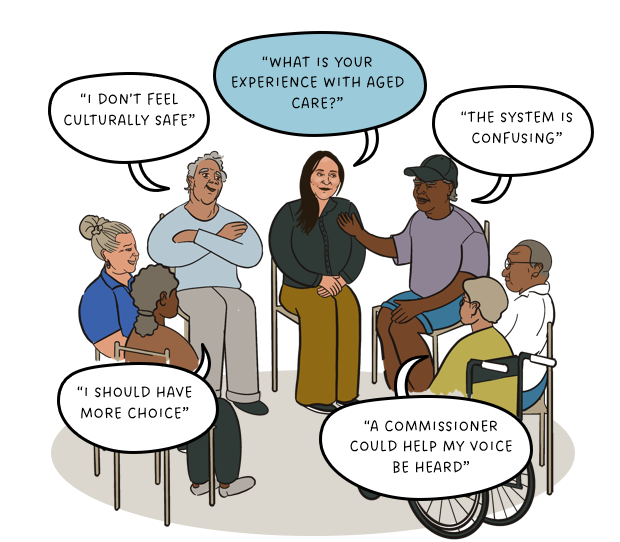 “WHAT IS YOUR
EXPERIENCE WITH AGED
CARE?”
“I DON’T FEEL
CULTURALLY SAFE”
“THE SYSTEM IS
CONFUSING”
“I SHOULD HAVE
MORE CHOICE”
“A COMMISSIONER
COULD HELP MY VOICE
BE HEARD”